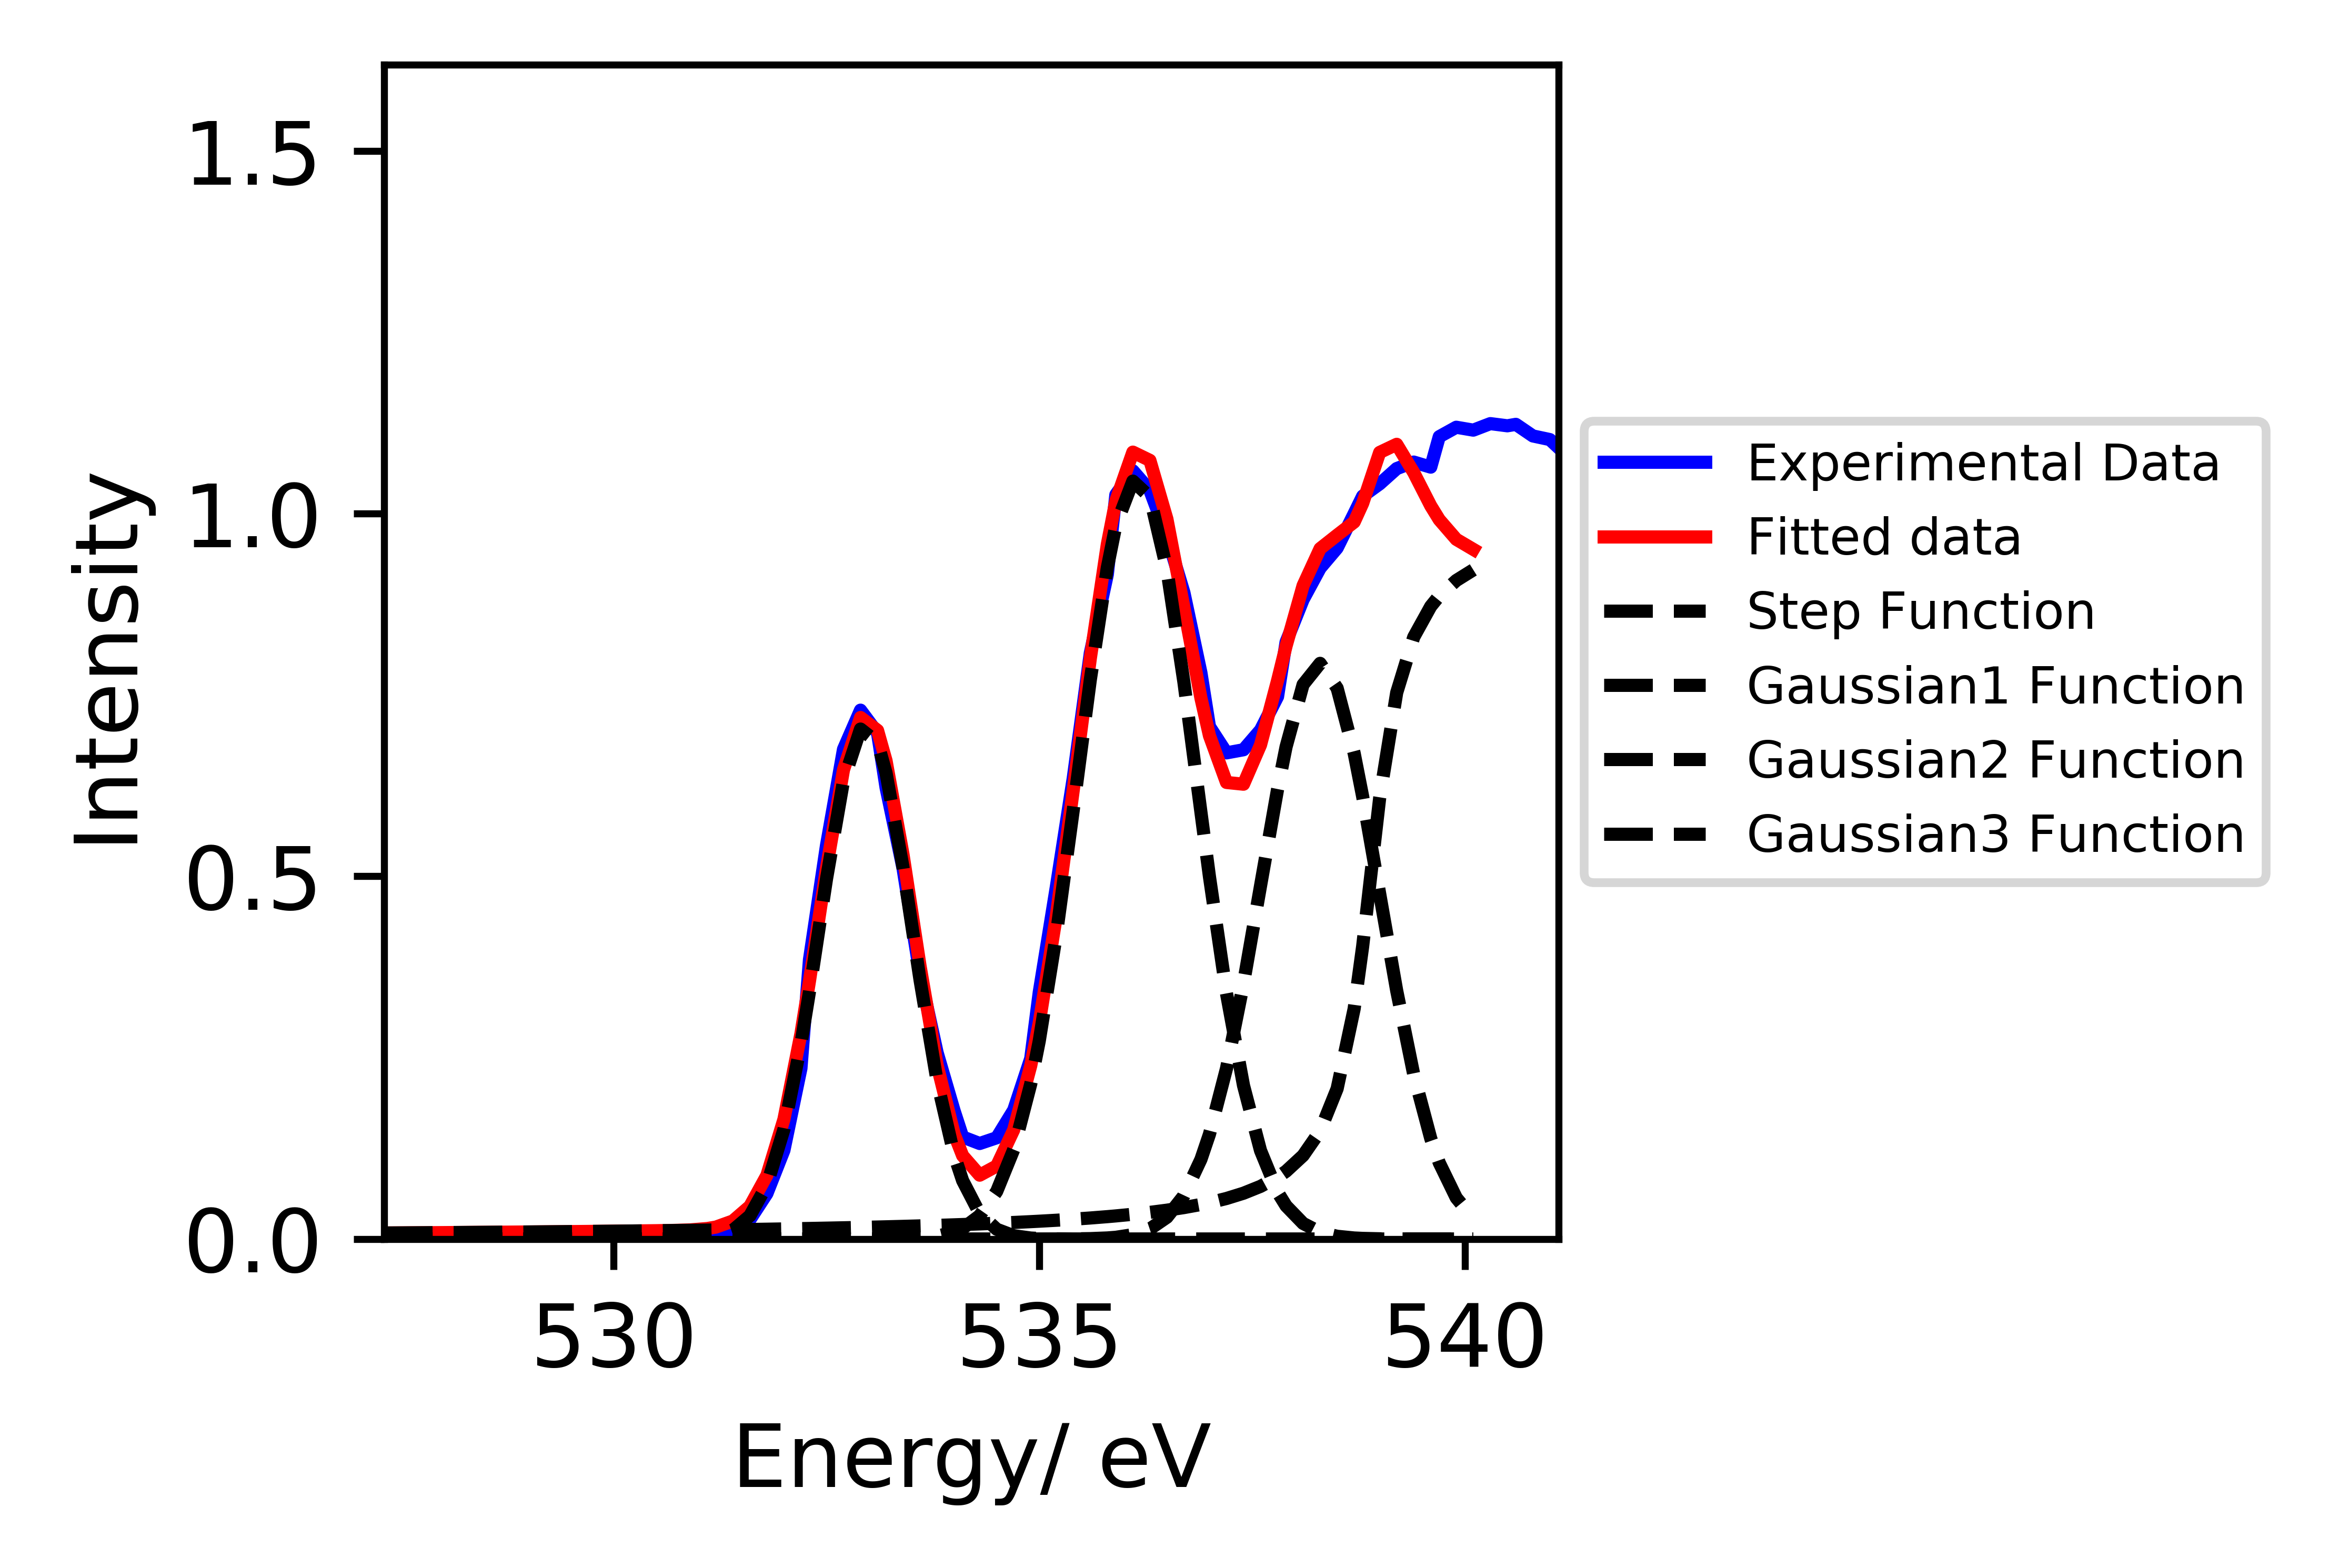 1.5
1.0
0.5
0.0
Intensity
530 535 540
Energy/ eV
Experimental Data
Fitted data
Step Function
Gaussian1 Function
Gaussian2 Function
Gaussian3 Function